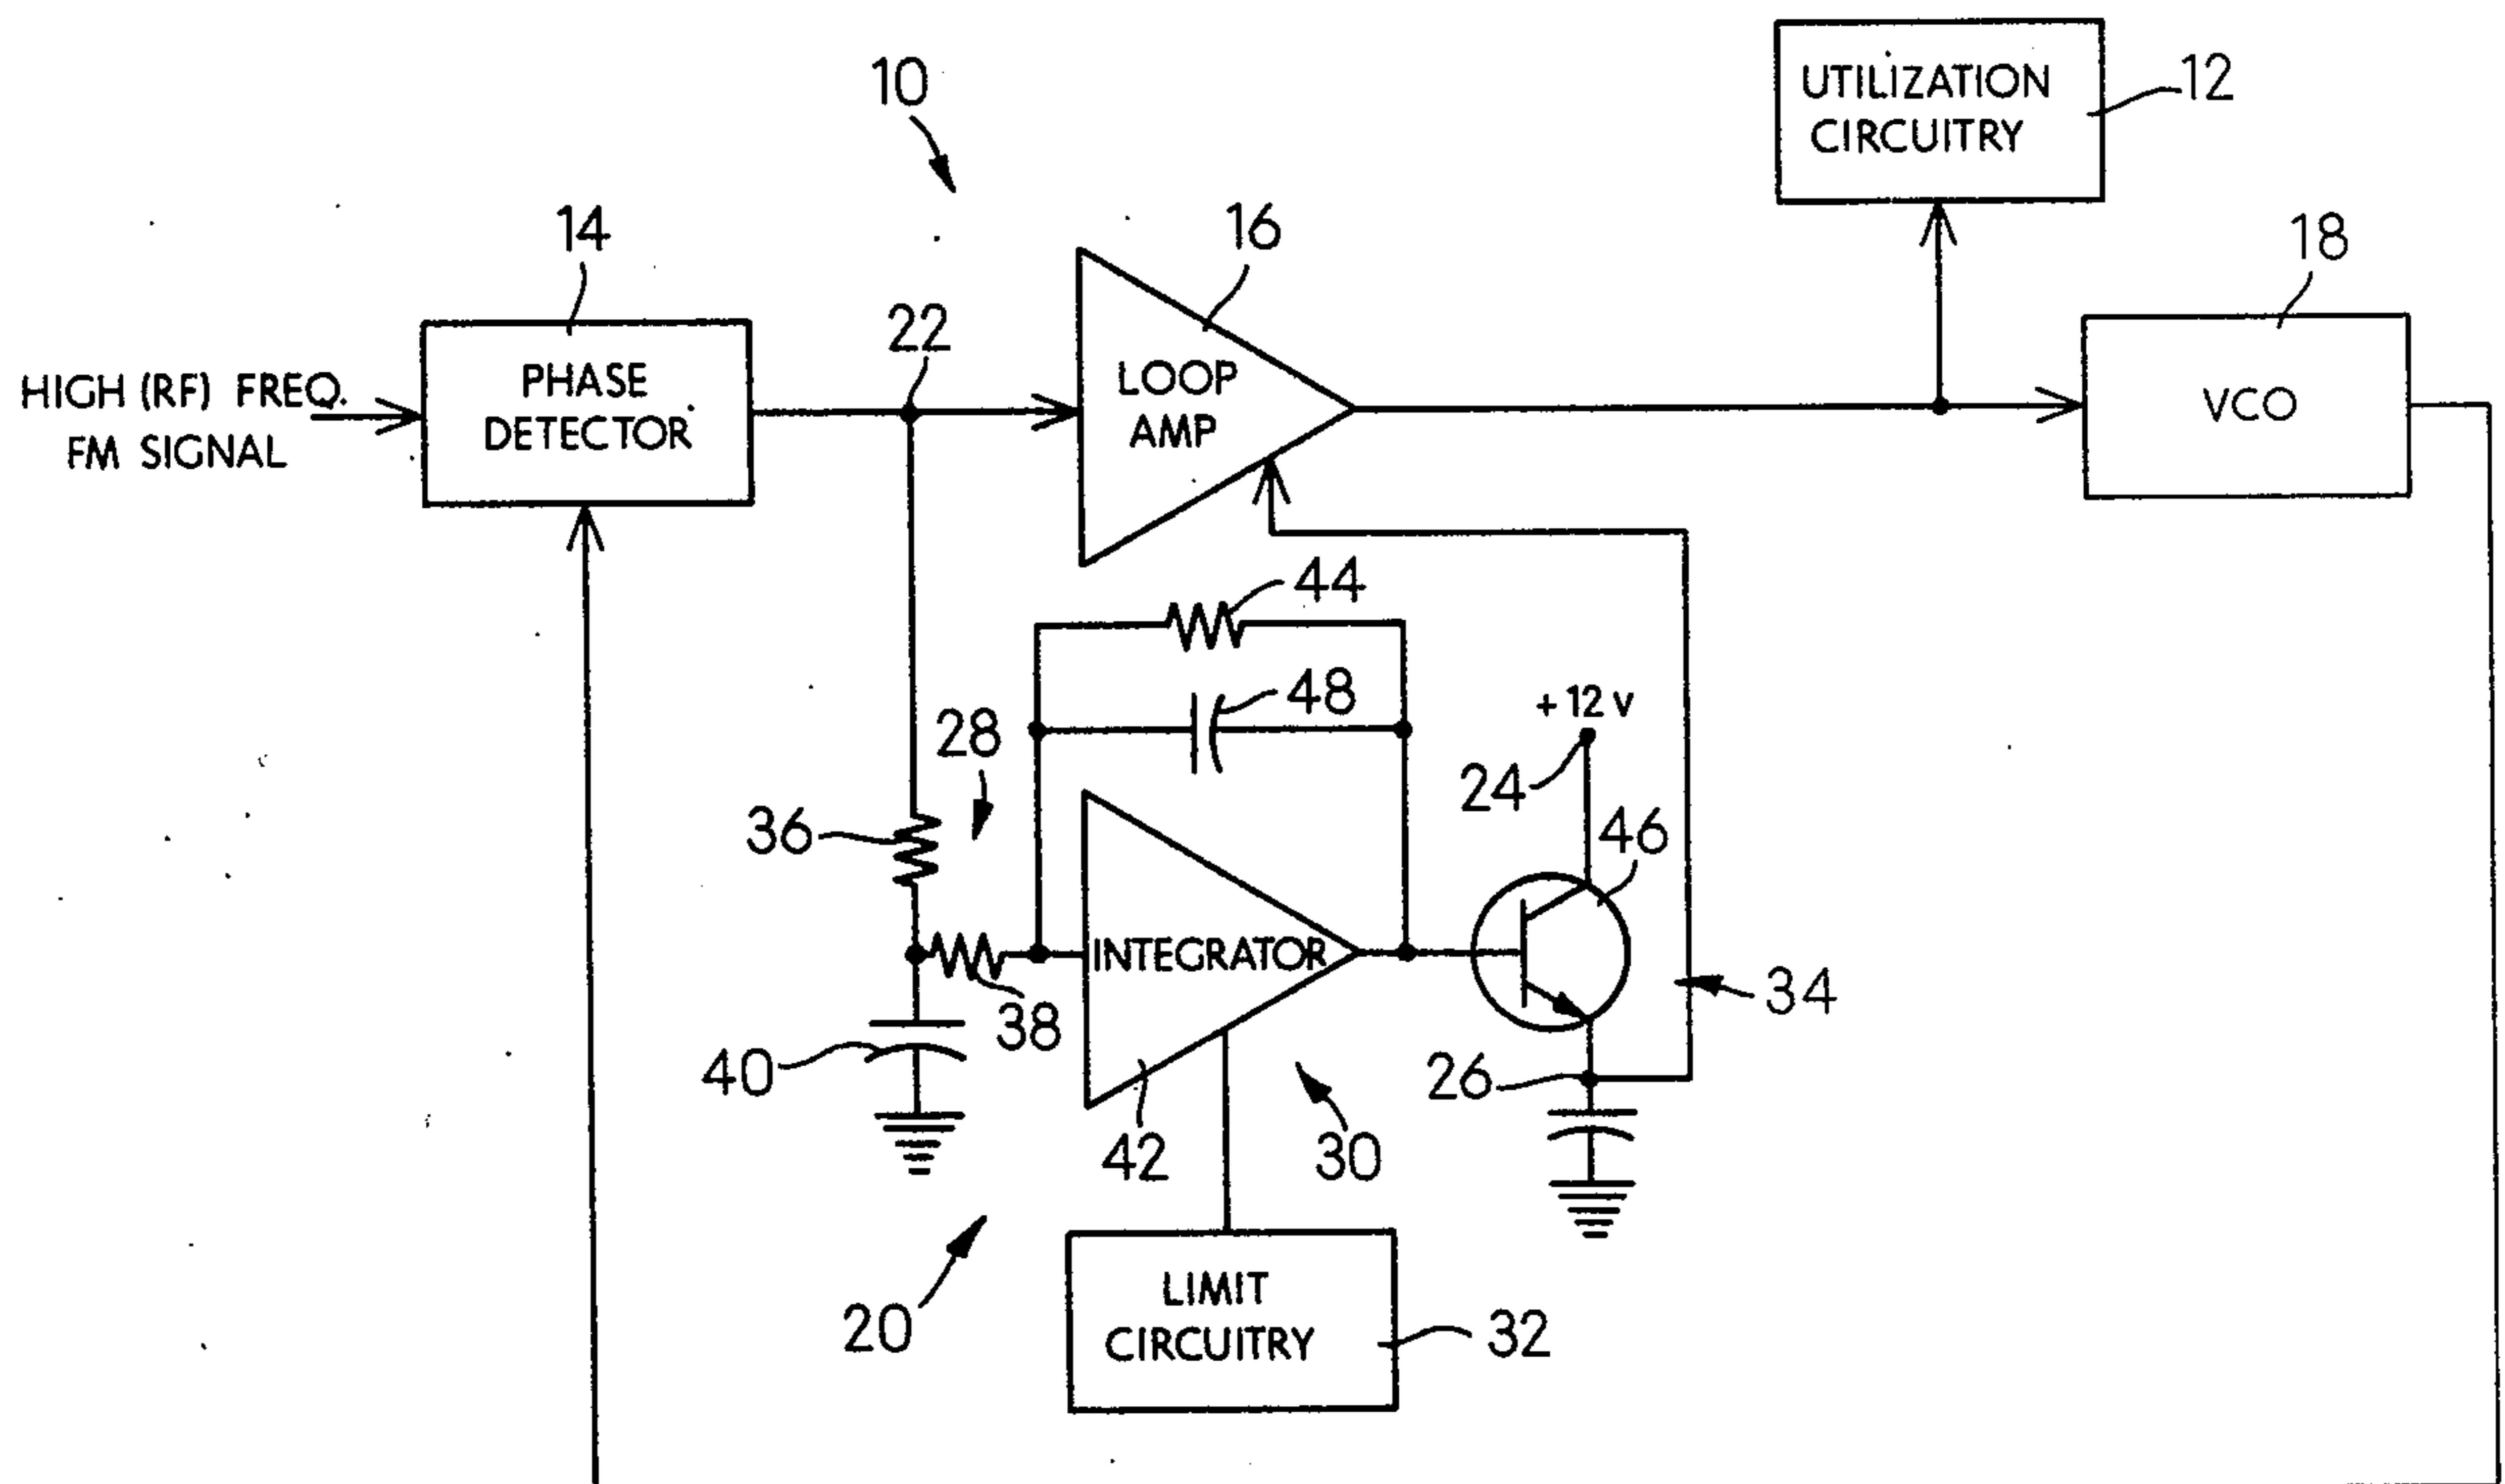 10
UTILIZATION
CIRCUITRY
12
14
16
18
22
HIGH (RF) FREQ.
FM SIGNAL
PHASE
DETECTOR
LOOP
AMP
VCO
44
48
+12 V
28
24
36
46
INTEGRATOR
38
34
40
26
42
30
20
LIMIT
CIRCUITRY
32